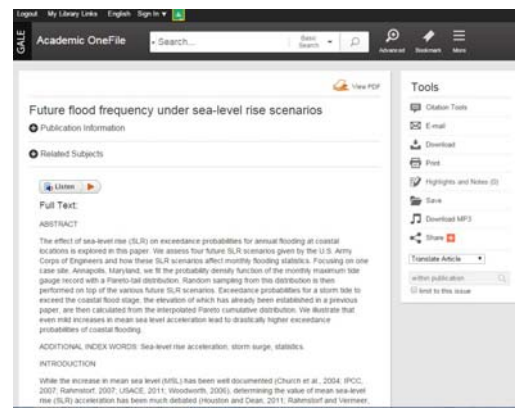 Logout My Library Links English Sign In ▼
GALE Academic OneFile Search... Basic Search Advanced Bookmark More
View PDF
Future flood frequency under sea-level rise scenarios
Publication Information
Related Subjects
Listen
Full Text:
ABSTRACT
The effect of sea-level rise (SLR) on exceedance probabilities for annual flooding at coastal
locations is explored in this paper. We assess four future SLR scenarios given by the U.S. Army
Corps of Engineers and how these SLR scenarios affect monthly flooding statistics. Focusing on one
case site, Annapolis, Maryland, we fit the probability density function of the monthly maximum tide
gauge record with a Pareto-tail distribution. Random sampling from this distribution is then
performed on top of the various future SLR scenarios. Exceedance probabilities for a storm tide to
exceed the coastal flood stage, the elevation of which has already been established in a previous
paper, are then calculated from the interpolated Pareto cumulative distribution. We illustrate that
even mild increases in mean sea level acceleration lead to drastically higher exceedance
probabilities of coastal flooding.
ADDITIONAL INDEX WORDS: Sea-level rise acceleration, storm surge, statistics.
INTRODUCTION
While the increase in mean sea level (MSL) has been well documented (Church et al., 2004; IPCC,
2007; Rahmstorf, 2007; USACE, 2011; Woodworth, 2006), determining the value of mean sea-level
rise (SLR) acceleration has been much debated (Houston and Dean, 2011; Rahmstorf and Vermeer,
Tools
Citation Tools
E-mail
Download
Print
Highlights and Notes (0)
Save
Download MP3
Share
Translate Article
within publication
limit to this issue